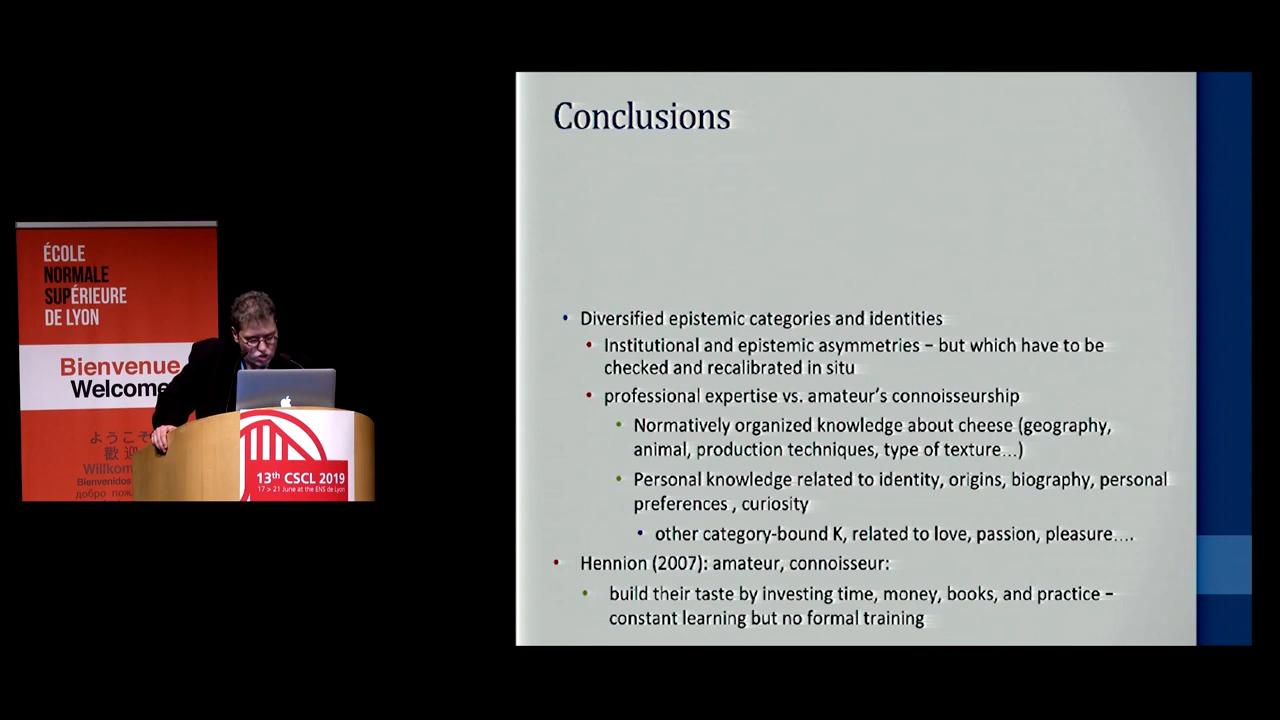 ÉCOLE
NORMALE
SUPÉRIEURE
DE LYON
Bienvenue
Welcome
ようこそ
歡迎
Willkom
Bienvenidos
добро пож
13th CSCL 2019
17 > 21 June at the ENS de Lyon
Conclusions
• Diversified epistemic categories and identities
• Institutional and epistemic asymmetries – but which have to be
checked and recalibrated in situ
• professional expertise vs. amateur's connoisseurship
• Normatively organized knowledge about cheese (geography,
animal, production techniques, type of texture…)
• Personal knowledge related to identity, origins, biography, personal
preferences , curiosity
• other category-bound K, related to love, passion, pleasure….
• Hennion (2007): amateur, connoisseur:
• build their taste by investing time, money, books, and practice –
constant learning but no formal training